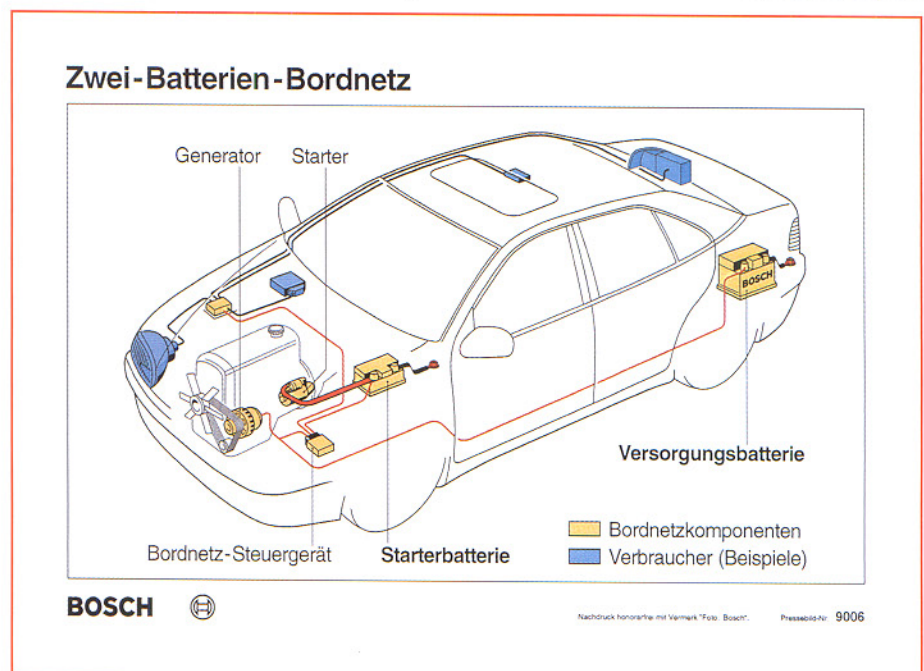 Zwei-Batterien-Bordnetz
Generator
Starter
BOSCH
Versorgungsbatterie
Bordnetz-Steuergerät
Starterbatterie
Bordnetzkomponenten
Verbraucher (Beispiele)
BOSCH
Nachdruck honorarfrei mit Vermerk "Foto: Bosch".
Pressebild-Nr. 9006